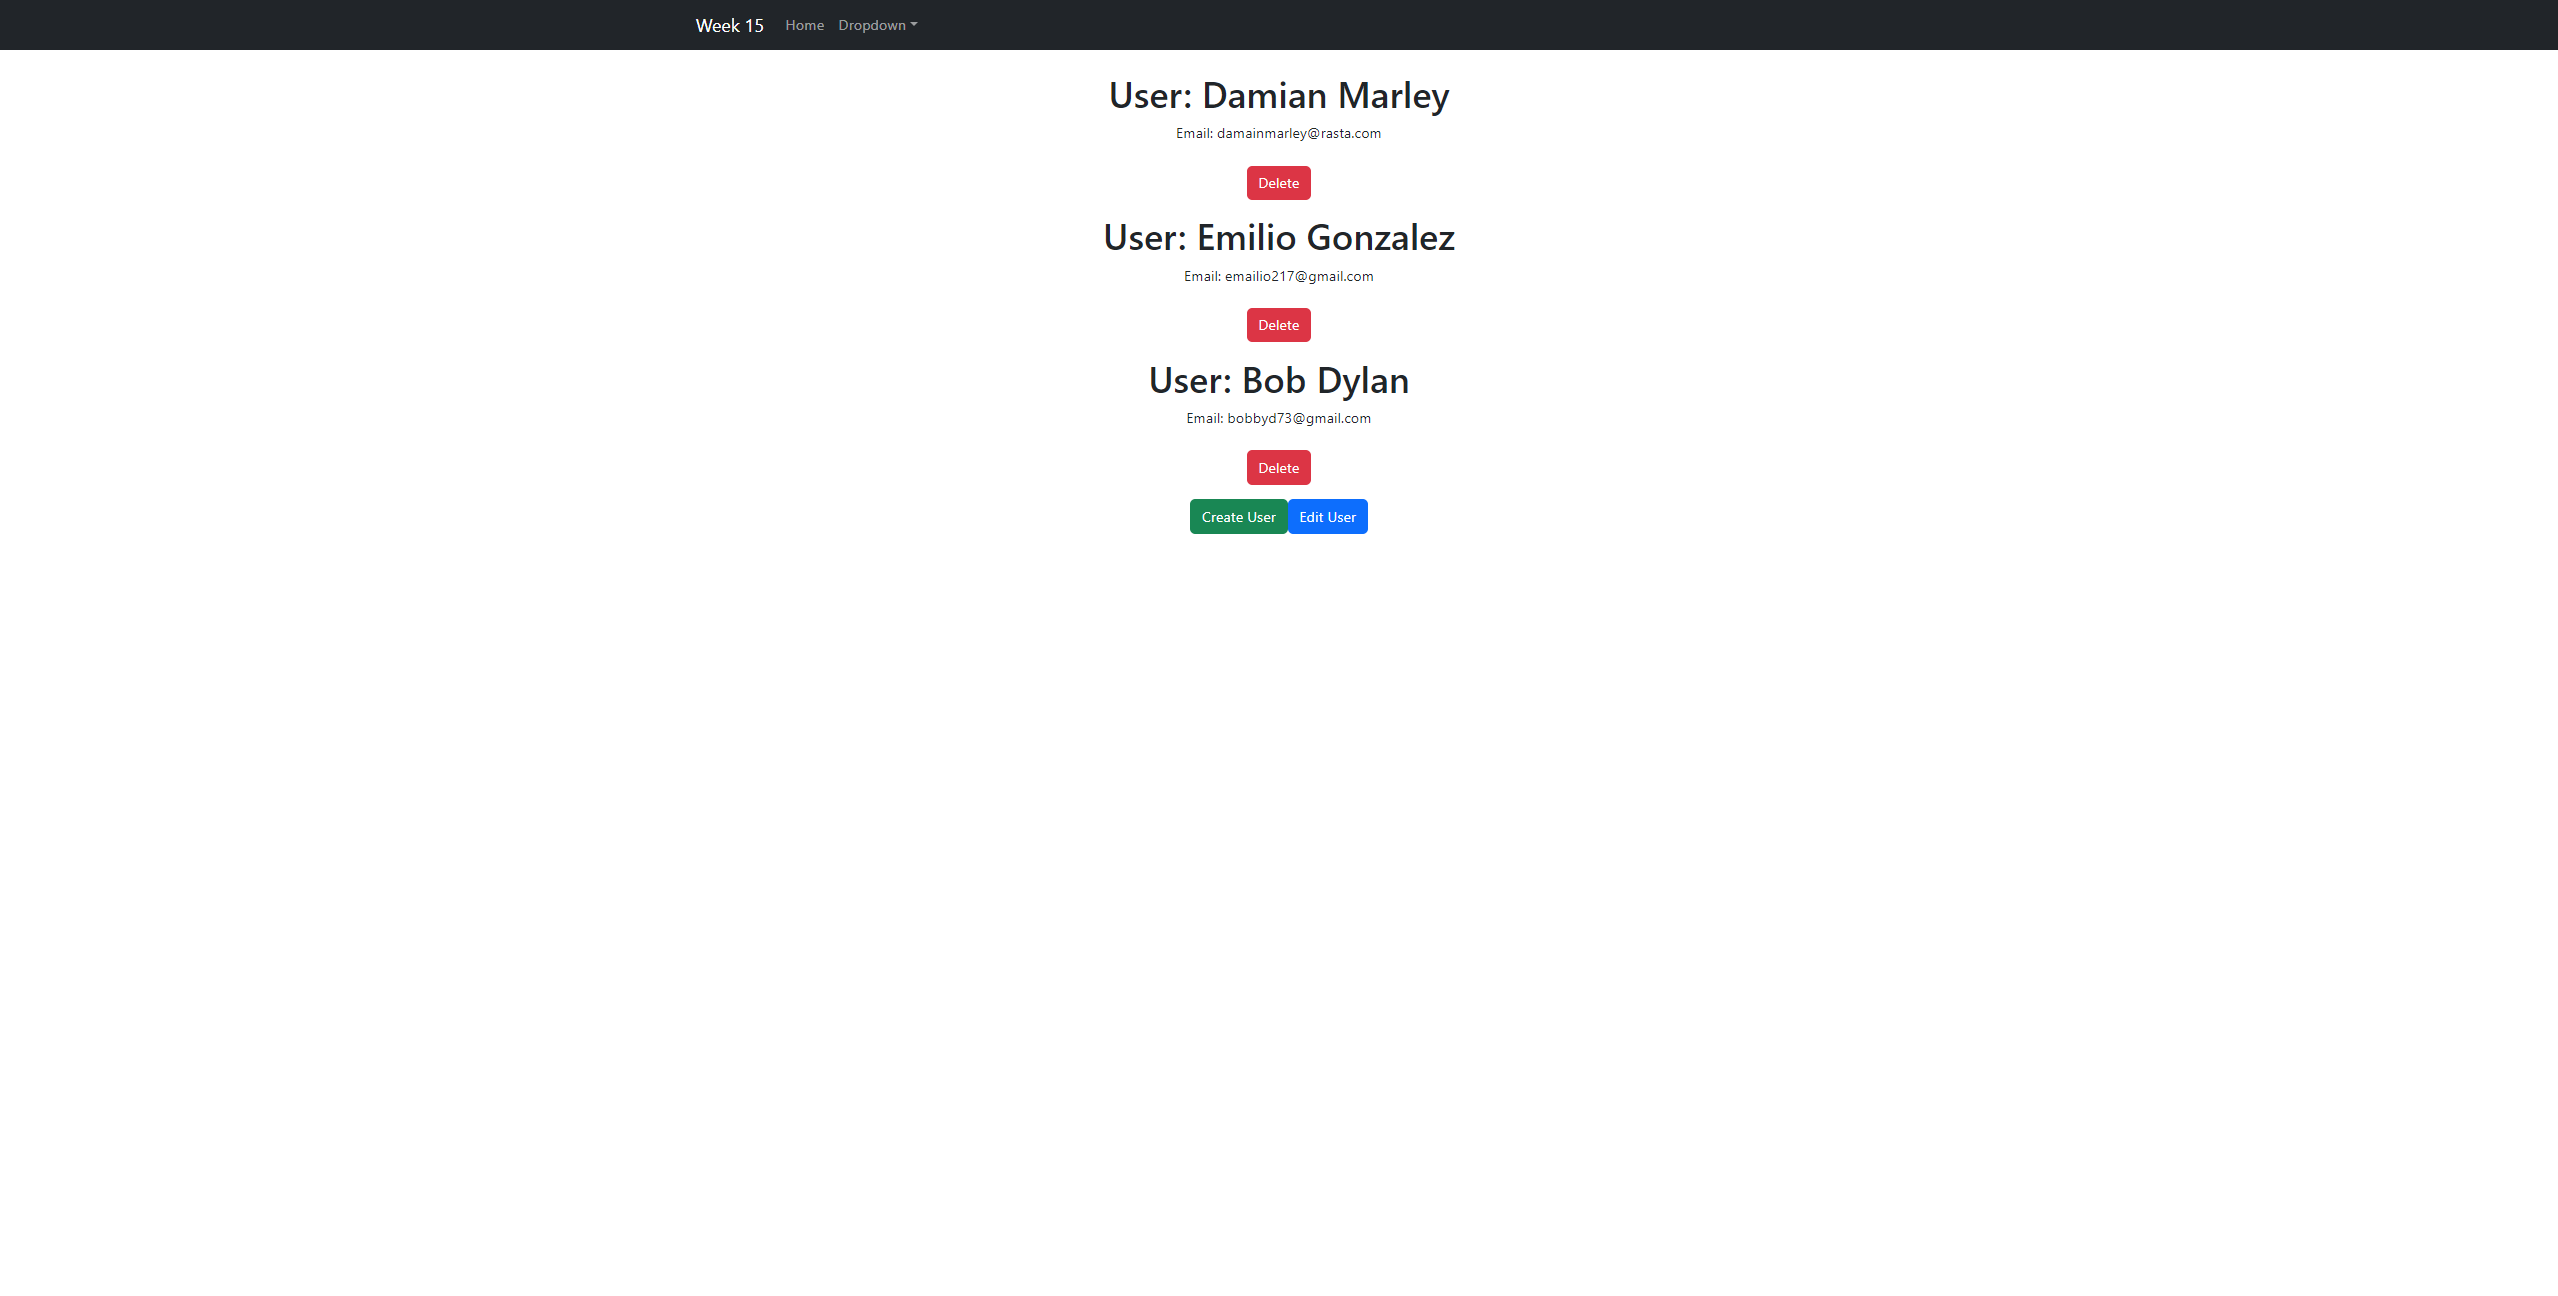 Week 15 Home Dropdown
User: Damian Marley
Email: damainmarley@rasta.com
Delete
User: Emilio Gonzalez
Email: emailio217@gmail.com
Delete
User: Bob Dylan
Email: bobbyd73@gmail.com
Delete
Create User Edit User